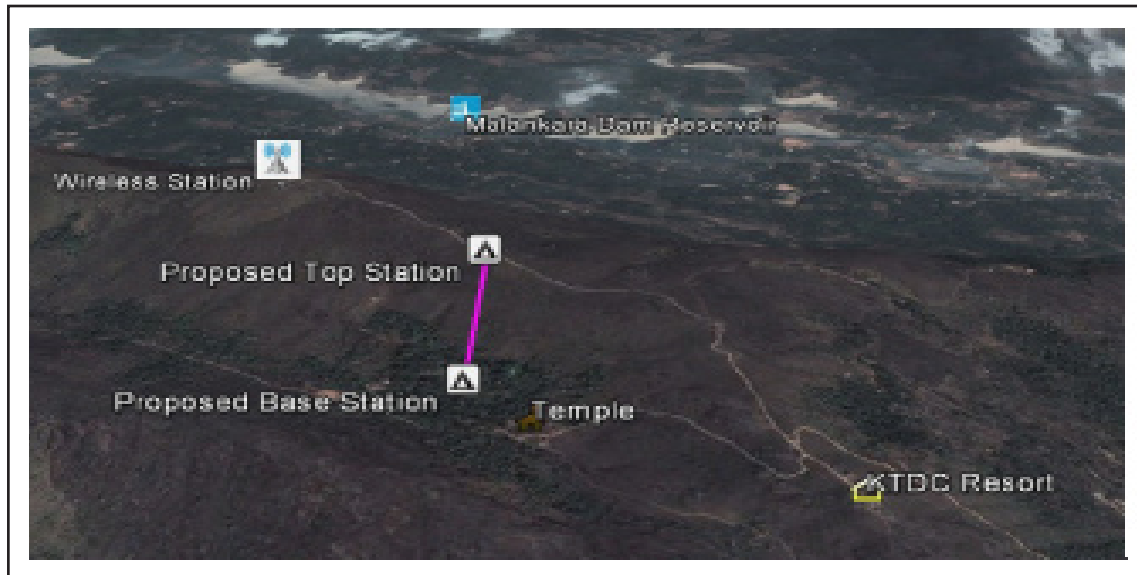 Malankara Dam Reservoir
Wireless Station
Proposed Top Station
Proposed Base Station
Temple
KTDC Resort